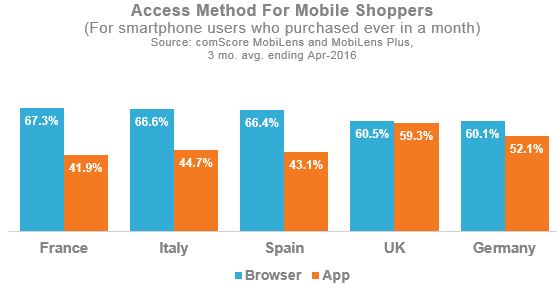 Access Method For Mobile Shoppers
(For smartphone users who purchased ever in a month)
Source: comScore MobiLens and MobiLens Plus,
3 mo. avg. ending Apr-2016
67.3% 41.9% 66.6% 44.7% 66.4% 43.1% 60.5% 59.3% 60.1% 52.1%
France Italy Spain UK Germany
Browser App